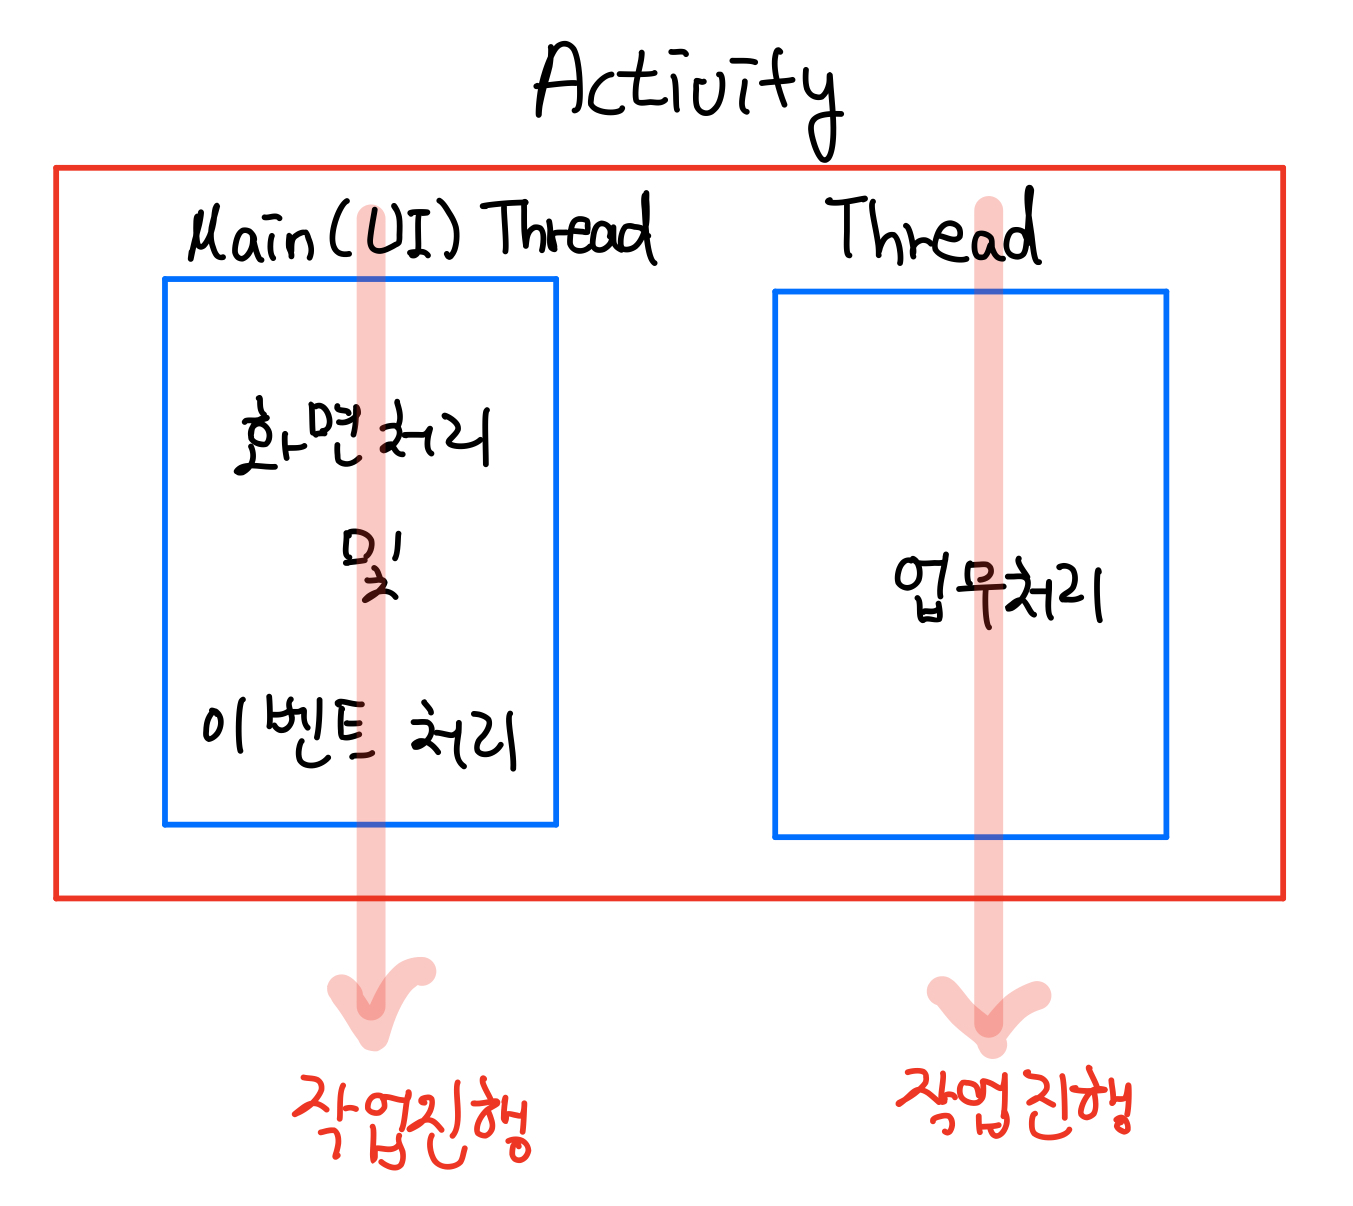 Activity
Main(UI) Thread
화면처리
및
이벤트 처리
Thread
업무처리
작업진행
작업진행